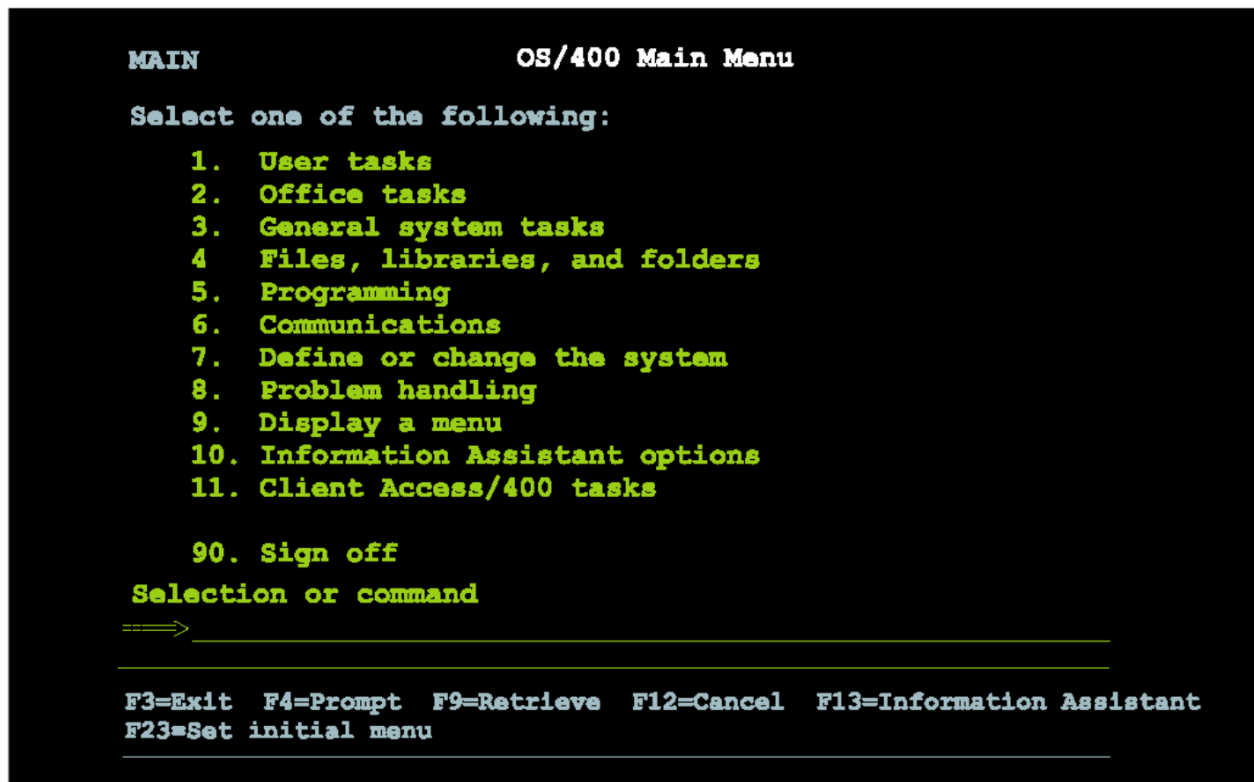 MAIN OS/400 Main Menu
Select one of the following:
1. User tasks
2. Office tasks
3. General system tasks
4 Files, libraries, and folders
5. Programming
6. Communications
7. Define or change the system
8. Problem handling
9. Display a menu
10. Information Assistant options
11. Client Access/400 tasks
90. Sign off
Selection or command
===>
F3=Exit F4=Prompt F9=Retrieve F12=Cancel F13=Information Assistant
F23=Set initial menu